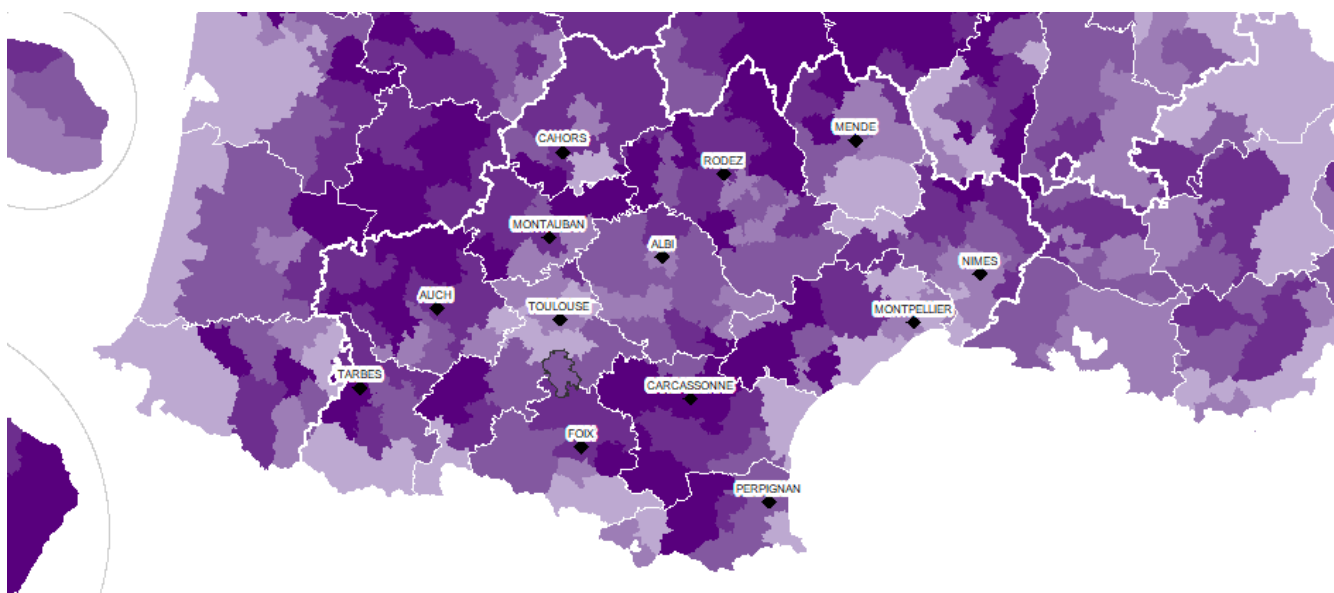 CAHORS
MENDE
RODEZ
MONTAUBAN
ALBI
NIMES
AUCH
TOULOUSE
MONTPELLIER
TARBES
CARCASSONNE
FOIX
PERPIGNAN